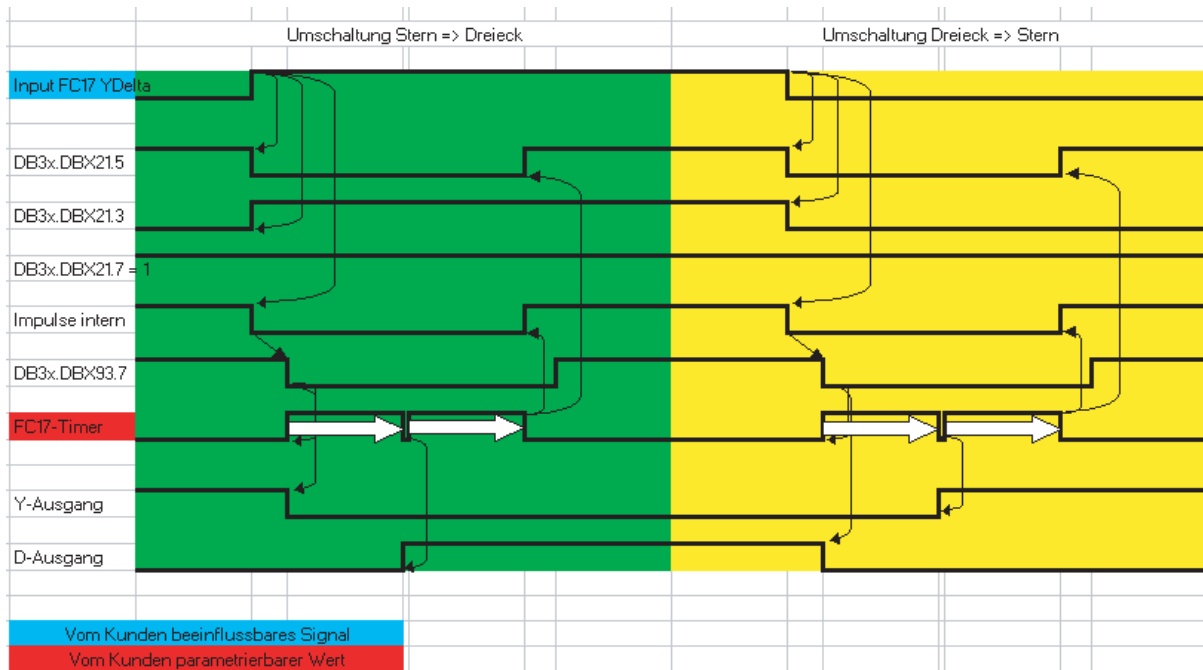 Umschaltung Stern => Dreieck
Umschaltung Dreieck => Stern
Input FC17 YDelta
DB3x.DBX21.5
DB3x.DBX21.3
DB3x.DBX21.7 = 1
Impulse intern
DB3x.DBX93.7
FC17-Timer
Y-Ausgang
D-Ausgang
Vom Kunden beeinflussbares Signal
Vom Kunden parametrierbarer Wert